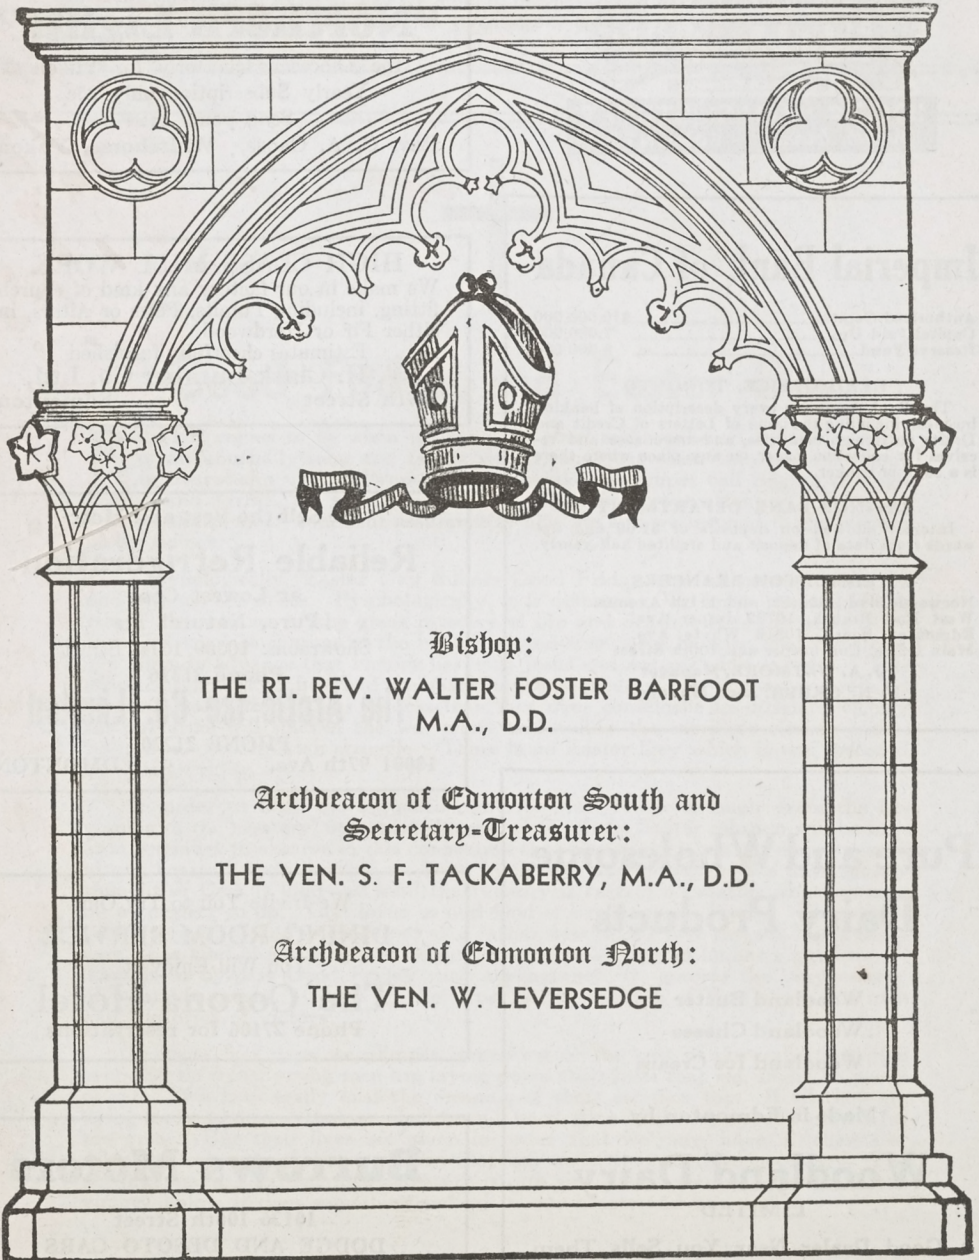 Bishop:
THE RT. REV. WALTER FOSTER BARFOOT
M.A., D.D.
Archdeacon of Edmonton South and
Secretary=Treasurer:
THE VEN. S. F. TACKABERRY, M.A., D.D.
Archdeacon of Edmonton North:
THE VEN. W. LEVERSEDGE